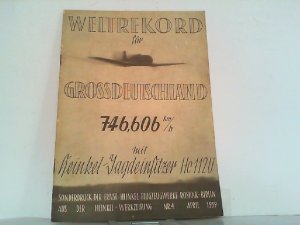 WELTREKORD
für
GROSSDEUTSCHLAND
746,606 km/h
mit
Heinkel-Jagdeinsitzer He 112U
SONDERDRUCK DER ERNST HEINKEL FLUGZEUGWERKE ROSTOCK-BERLIN
AUS DER HEINKEL-WERKZEITUNG NR.4 APRIL 1939